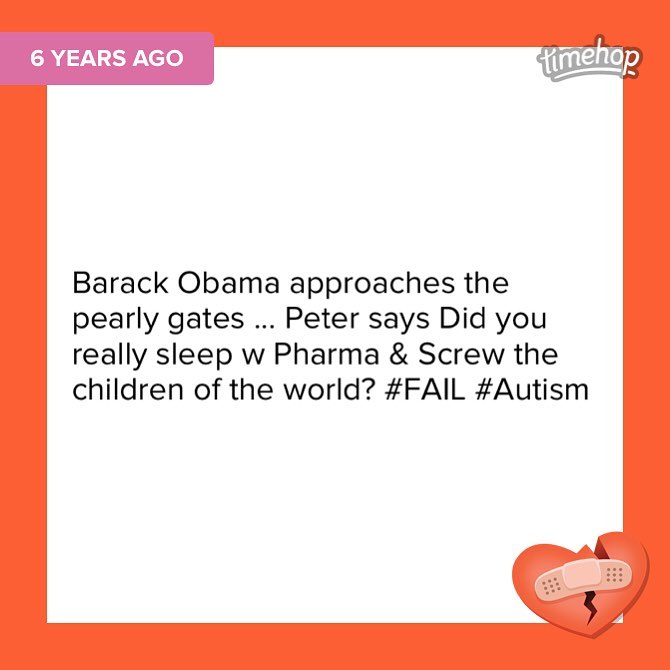 6 YEARS AGO
timehop
Barack Obama approaches the
pearly gates ... Peter says Did you
really sleep w Pharma & Screw the
children of the world? #FAIL #Autism